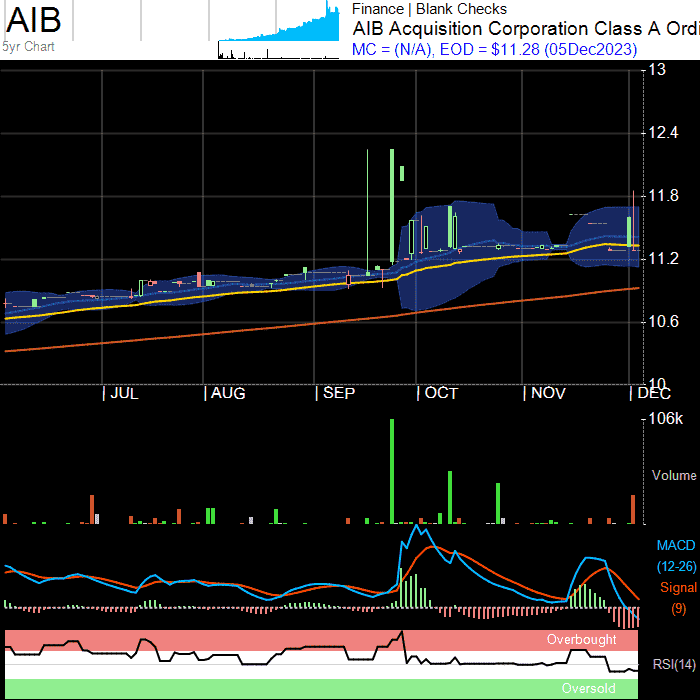 AIB
5yr Chart
Finance | Blank Checks
AIB Acquisition Corporation Class A Ordi
MC = (N/A), EOD = $11.28 (05Dec2023)
13
12.4
11.8
11.2
10.6
10
| JUL | AUG | SEP | OCT | NOV | DEC
106k
Volume
MACD
(12-26)
Signal
(9)
Overbought
RSI(14)
Oversold